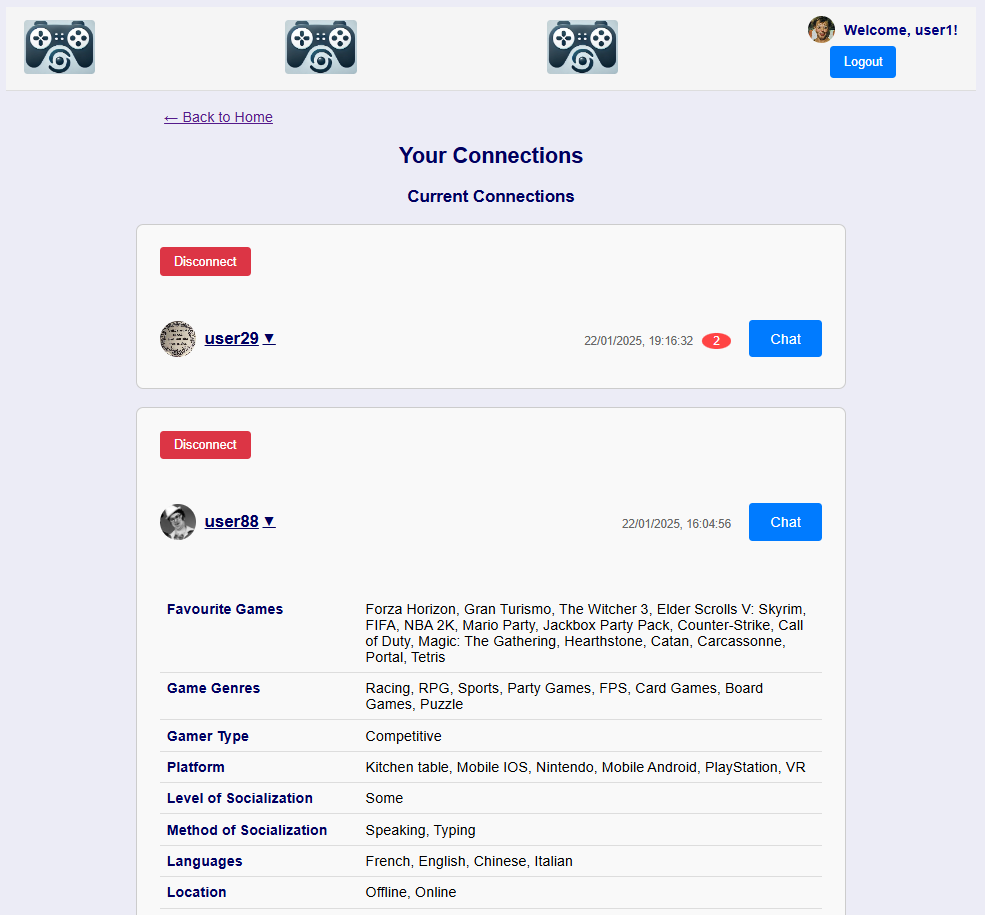 Welcome, user1!
Logout
← Back to Home
Your Connections
Current Connections
Disconnect
user29 ▼
22/01/2025, 19:16:32
2
Chat
Disconnect
user88 ▼
22/01/2025, 16:04:56
Chat
Favourite Games
Forza Horizon, Gran Turismo, The Witcher 3, Elder Scrolls V: Skyrim,
FIFA, NBA 2K, Mario Party, Jackbox Party Pack, Counter-Strike, Call
of Duty, Magic: The Gathering, Hearthstone, Catan, Carcassonne,
Portal, Tetris
Game Genres
Racing, RPG, Sports, Party Games, FPS, Card Games, Board
Games, Puzzle
Gamer Type
Competitive
Platform
Kitchen table, Mobile IOS, Nintendo, Mobile Android, PlayStation, VR
Level of Socialization
Some
Method of Socialization
Speaking, Typing
Languages
French, English, Chinese, Italian
Location
Offline, Online